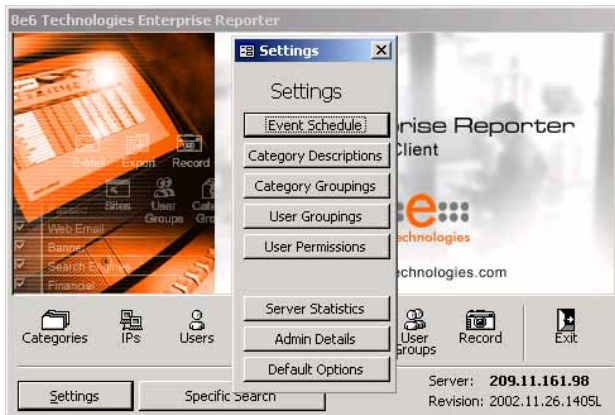 8e6 Technologies Enterprise Reporter
Settings
Settings
Event Schedule
Category Descriptions
Category Groupings
User Groupings
User Permissions
Server Statistics
Admin Details
Default Options
rise Reporter
Client
:e:::
technologies
technologies.com
E-Mail Export Record
Sites User Groups
Web Email
Banner
Search Engines
Financial
Categories IPs Users User Groups Record Exit
Settings Specific Search
Server: 209.11.161.98
Revision: 2002.11.26.1405L